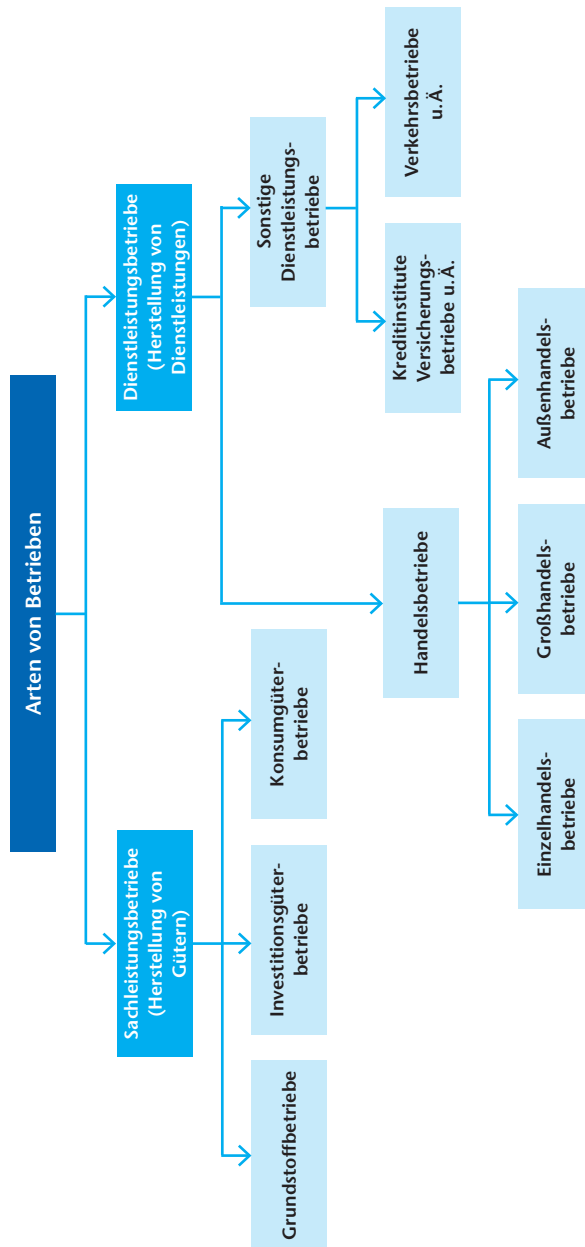 Arten von Betrieben
Sachleistungsbetriebe
(Herstellung von
Gütern)
Dienstleistungsbetriebe
(Herstellung von
Dienstleistungen)
Grundstoffbetriebe
Investitionsgüter-
betriebe
Konsumgüter-
betriebe
Sonstige
Dienstleistungs-
betriebe
Handelsbetriebe
Kreditinstitute
Versicherungs-
betriebe u.Ä.
Verkehrsbetriebe
u.Ä.
Einzelhandels-
betriebe
Großhandels-
betriebe
Außenhandels-
betriebe